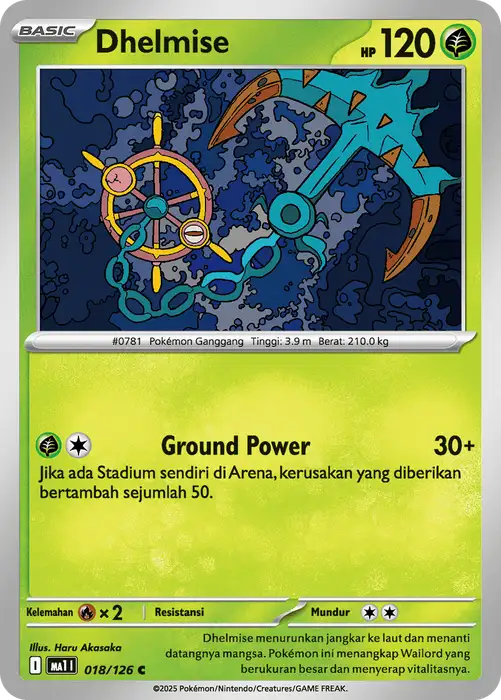 BASIC
Dhelmise
HP 120
#0781 Pokémon Ganggang Tinggi: 3.9 m Berat: 210.0 kg
Ground Power 30+
Jika ada Stadium sendiri di Arena, kerusakan yang diberikan
bertambah sejumlah 50.
Kelemahan ×2 Resistansi Mundur
Illus. Haru Akasaka
Dhelmise menurunkan jangkar ke laut dan menanti
datangnya mangsa. Pokémon ini menangkap Wailord yang
berukuran besar dan menyerap vitalitasnya.
I MA1 I 018/126 C
©2025 Pokémon/Nintendo/Creatures/GAME FREAK.